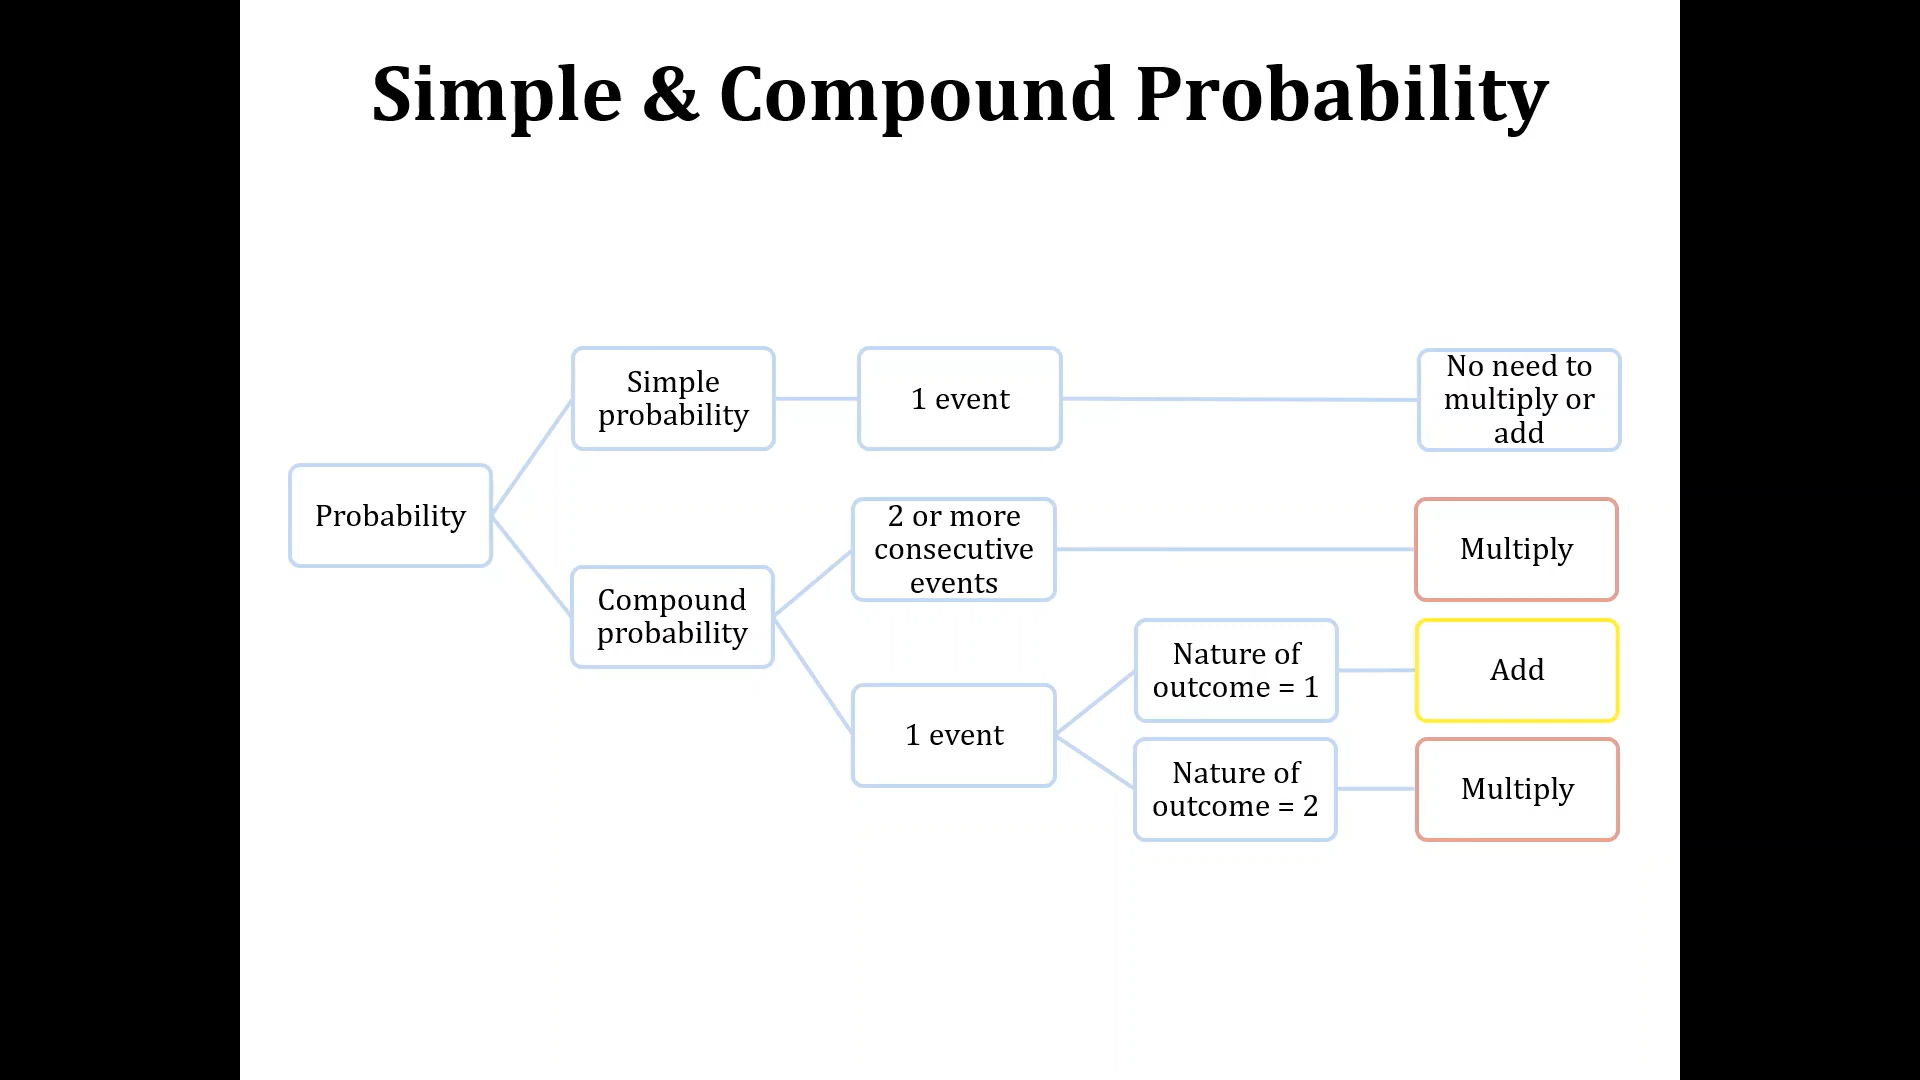 Simple & Compound Probability
Probability
Simple
probability
1 event
No need to
multiply or
add
Compound
probability
2 or more
consecutive
events
Multiply
1 event
Nature of
outcome = 1
Add
Nature of
outcome = 2
Multiply